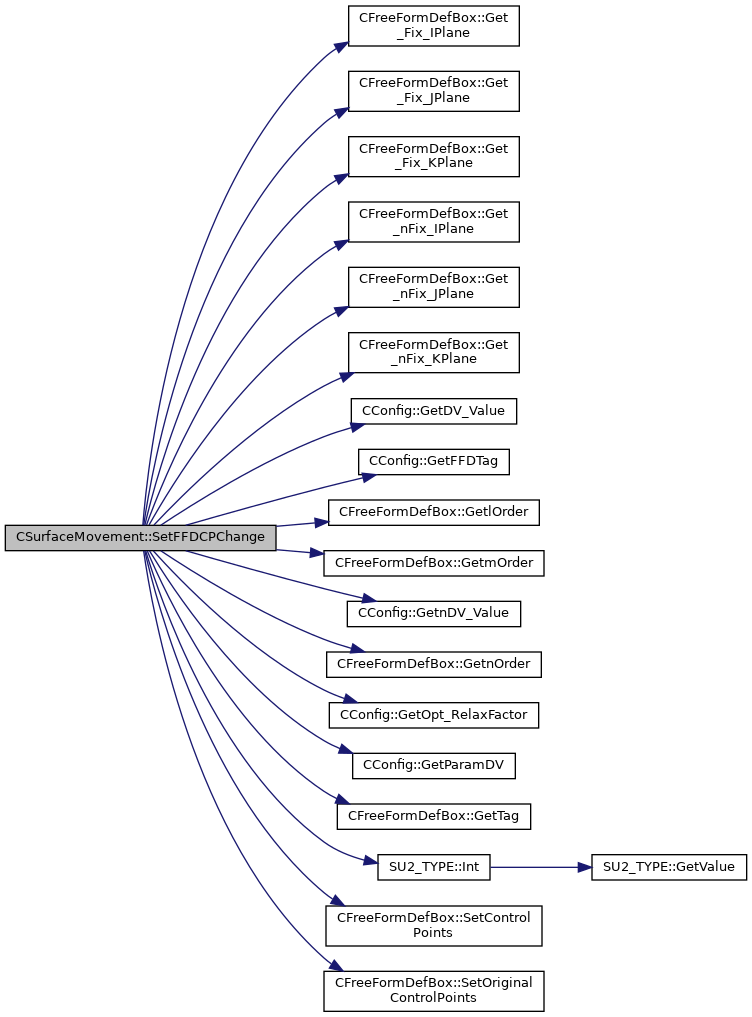 CFreeFormDefBox::Get
_Fix_IPlane
CFreeFormDefBox::Get
_Fix_JPlane
CFreeFormDefBox::Get
_Fix_KPlane
CFreeFormDefBox::Get
_nFix_IPlane
CFreeFormDefBox::Get
_nFix_JPlane
CFreeFormDefBox::Get
_nFix_KPlane
CConfig::GetDV_Value
CConfig::GetFFDTag
CFreeFormDefBox::GetlOrder
CSurfaceMovement::SetFFDCPChange
CFreeFormDefBox::GetmOrder
CConfig::GetnDV_Value
CFreeFormDefBox::GetnOrder
CConfig::GetOpt_RelaxFactor
CConfig::GetParamDV
CFreeFormDefBox::GetTag
SU2_TYPE::Int
SU2_TYPE::GetValue
CFreeFormDefBox::SetControl
Points
CFreeFormDefBox::SetOriginal
ControlPoints